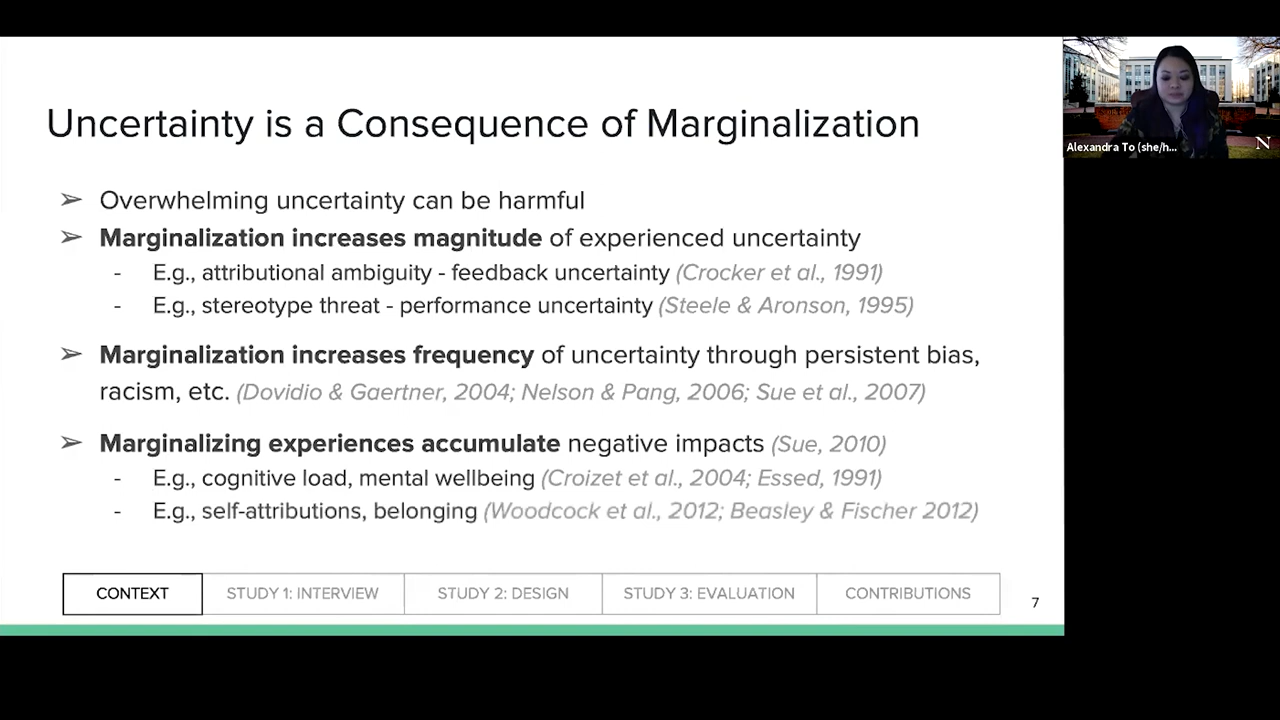 Uncertainty is a Consequence of Marginalization
➢ Overwhelming uncertainty can be harmful
➢ Marginalization increases magnitude of experienced uncertainty
- E.g., attributional ambiguity - feedback uncertainty (Crocker et al., 1991)
- E.g., stereotype threat - performance uncertainty (Steele & Aronson, 1995)
➢ Marginalization increases frequency of uncertainty through persistent bias,
racism, etc. (Dovidio & Gaertner, 2004; Nelson & Pang, 2006; Sue et al., 2007)
➢ Marginalizing experiences accumulate negative impacts (Sue, 2010)
- E.g., cognitive load, mental wellbeing (Croizet et al., 2004; Essed, 1991)
- E.g., self-attributions, belonging (Woodcock et al., 2012; Beasley & Fischer 2012)
CONTEXT STUDY 1: INTERVIEW STUDY 2: DESIGN STUDY 3: EVALUATION CONTRIBUTIONS
7
Alexandra To (she/h...
N